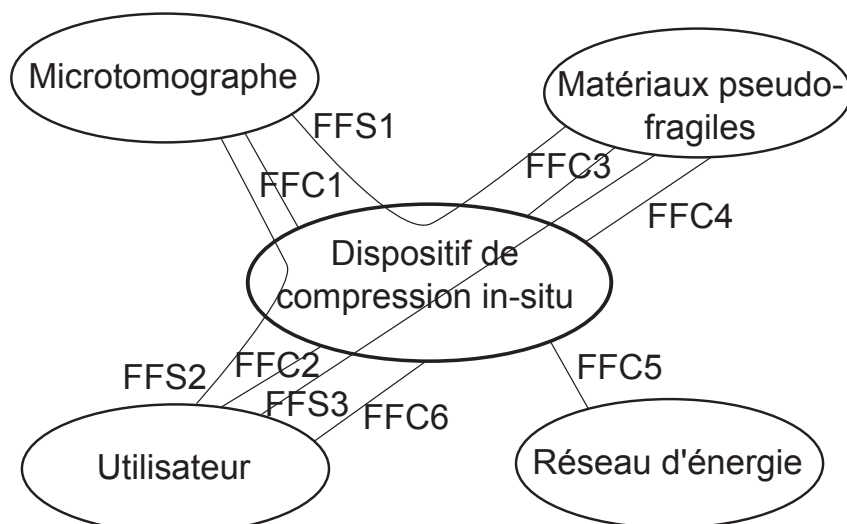 Microtomographe
Matériaux pseudo-
fragiles
FFS1
FFC1
FFC3
FFC4
Dispositif de
compression in-situ
FFS2
FFC2
FFS3
FFC6
FFC5
Utilisateur
Réseau d'énergie